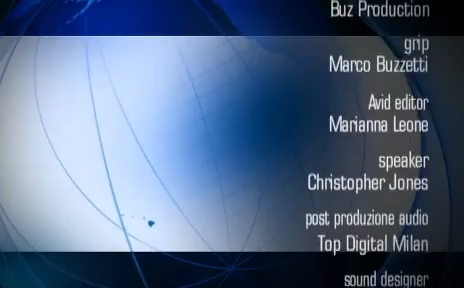 Buz Production
grip
Marco Buzzetti
Avid editor
Marianna Leone
speaker
Christopher Jones
post produzione audio
Top Digital Milan
sound designer